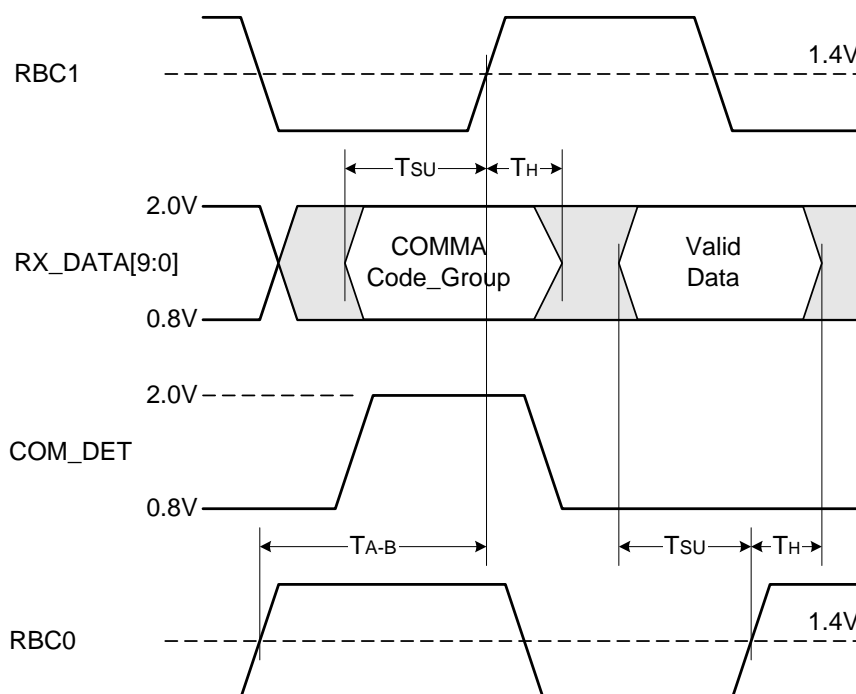 1.4V
RBC1
TSU
TH
2.0V
COMMA
Code_Group
Valid
Data
RX_DATA[9:0]
0.8V
2.0V
COM_DET
0.8V
TA-B
TSU
TH
1.4V
RBC0